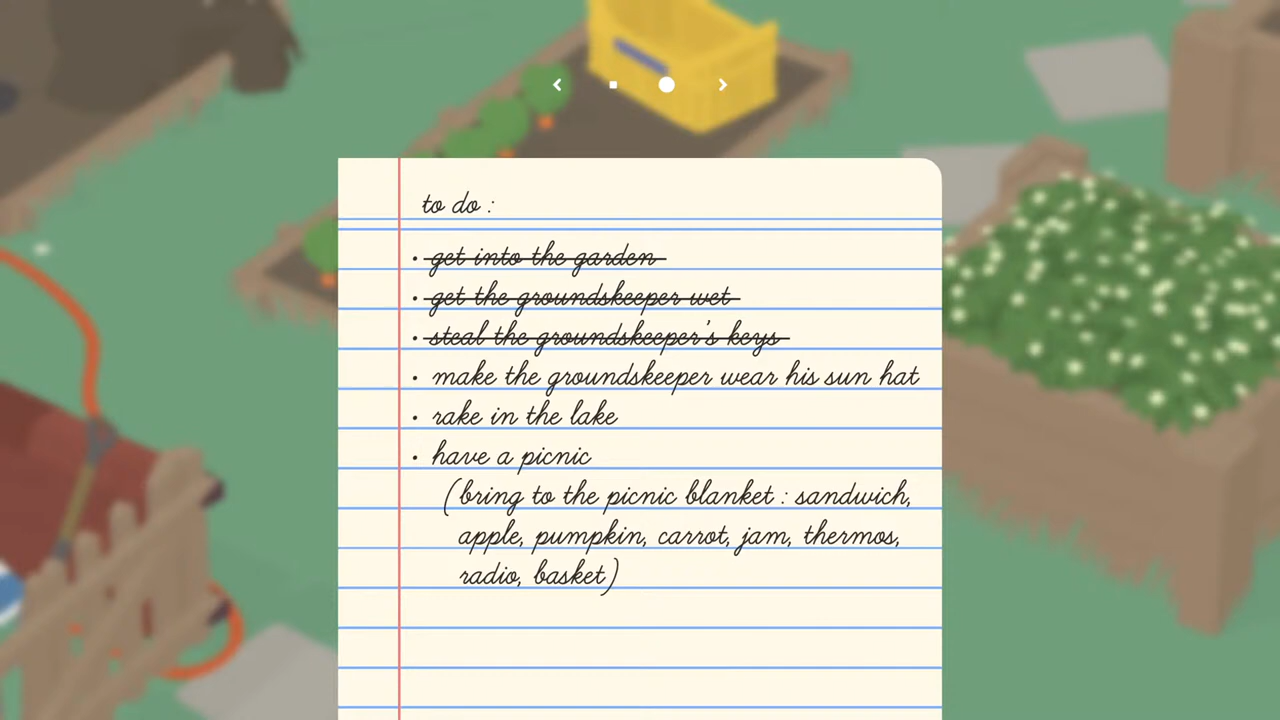 to do :
• get into the garden
• get the groundskeeper wet
• steal the groundskeeper's keys
• make the groundskeeper wear his sun hat
• rake in the lake
• have a picnic
(bring to the picnic blanket : sandwich,
apple, pumpkin, carrot, jam, thermos,
radio, basket)